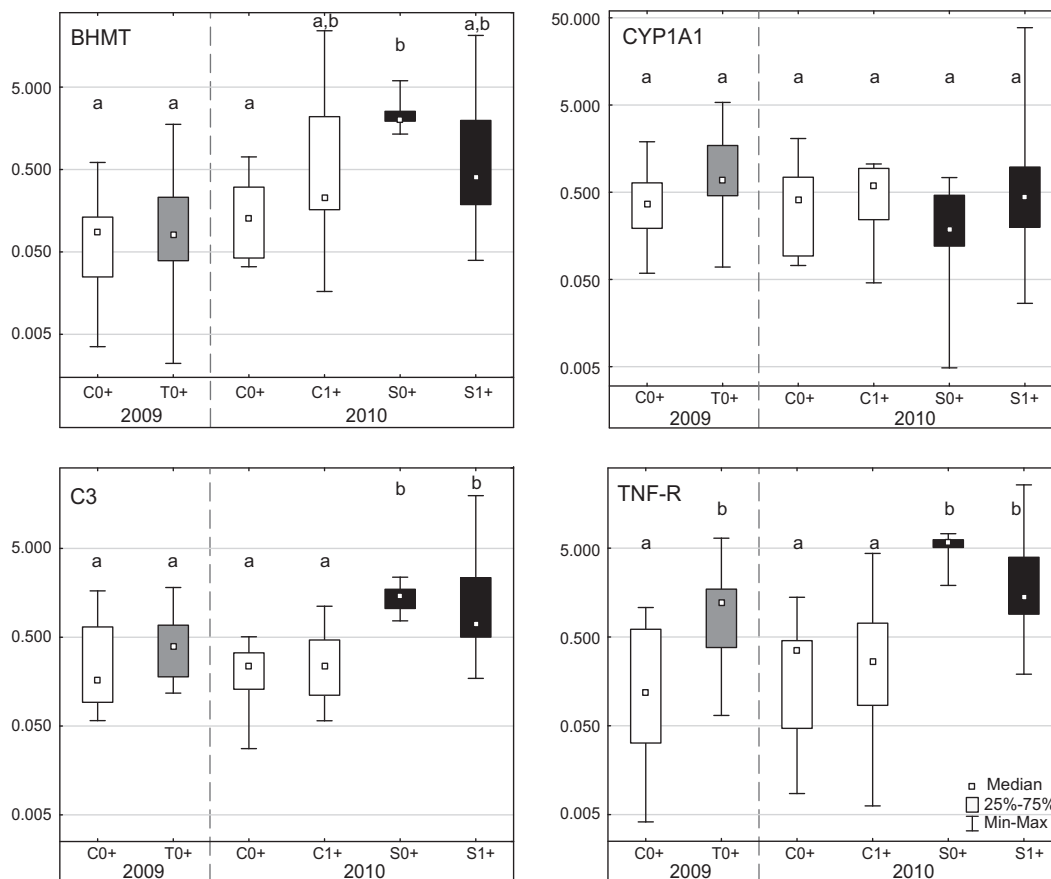 BHMT
a a a a,b b a,b
5.000
0.500
0.050
0.005
C0+ T0+ C0+ C1+ S0+ S1+
2009 2010
CYP1A1
a a a a a a
50.000
5.000
0.500
0.050
0.005
C0+ T0+ C0+ C1+ S0+ S1+
2009 2010
C3
a a a a b b
5.000
0.500
0.050
0.005
C0+ T0+ C0+ C1+ S0+ S1+
2009 2010
TNF-R
a b a a b b
5.000
0.500
0.050
0.005
Median
25%-75%
Min-Max
C0+ T0+ C0+ C1+ S0+ S1+
2009 2010